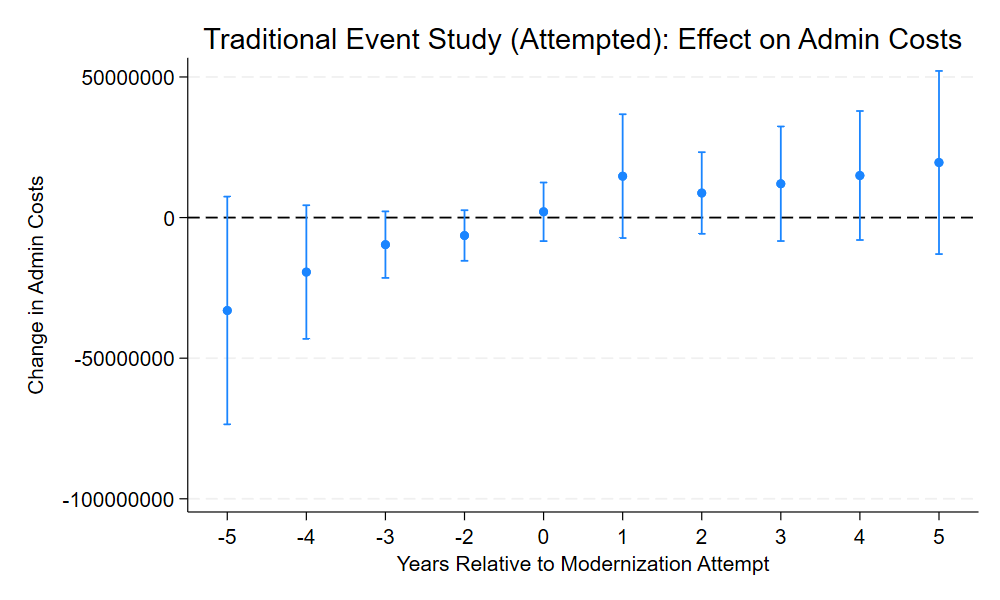 Traditional Event Study (Attempted): Effect on Admin Costs
Change in Admin Costs
50000000
0
-50000000
-100000000
-5 -4 -3 -2 0 1 2 3 4 5
Years Relative to Modernization Attempt